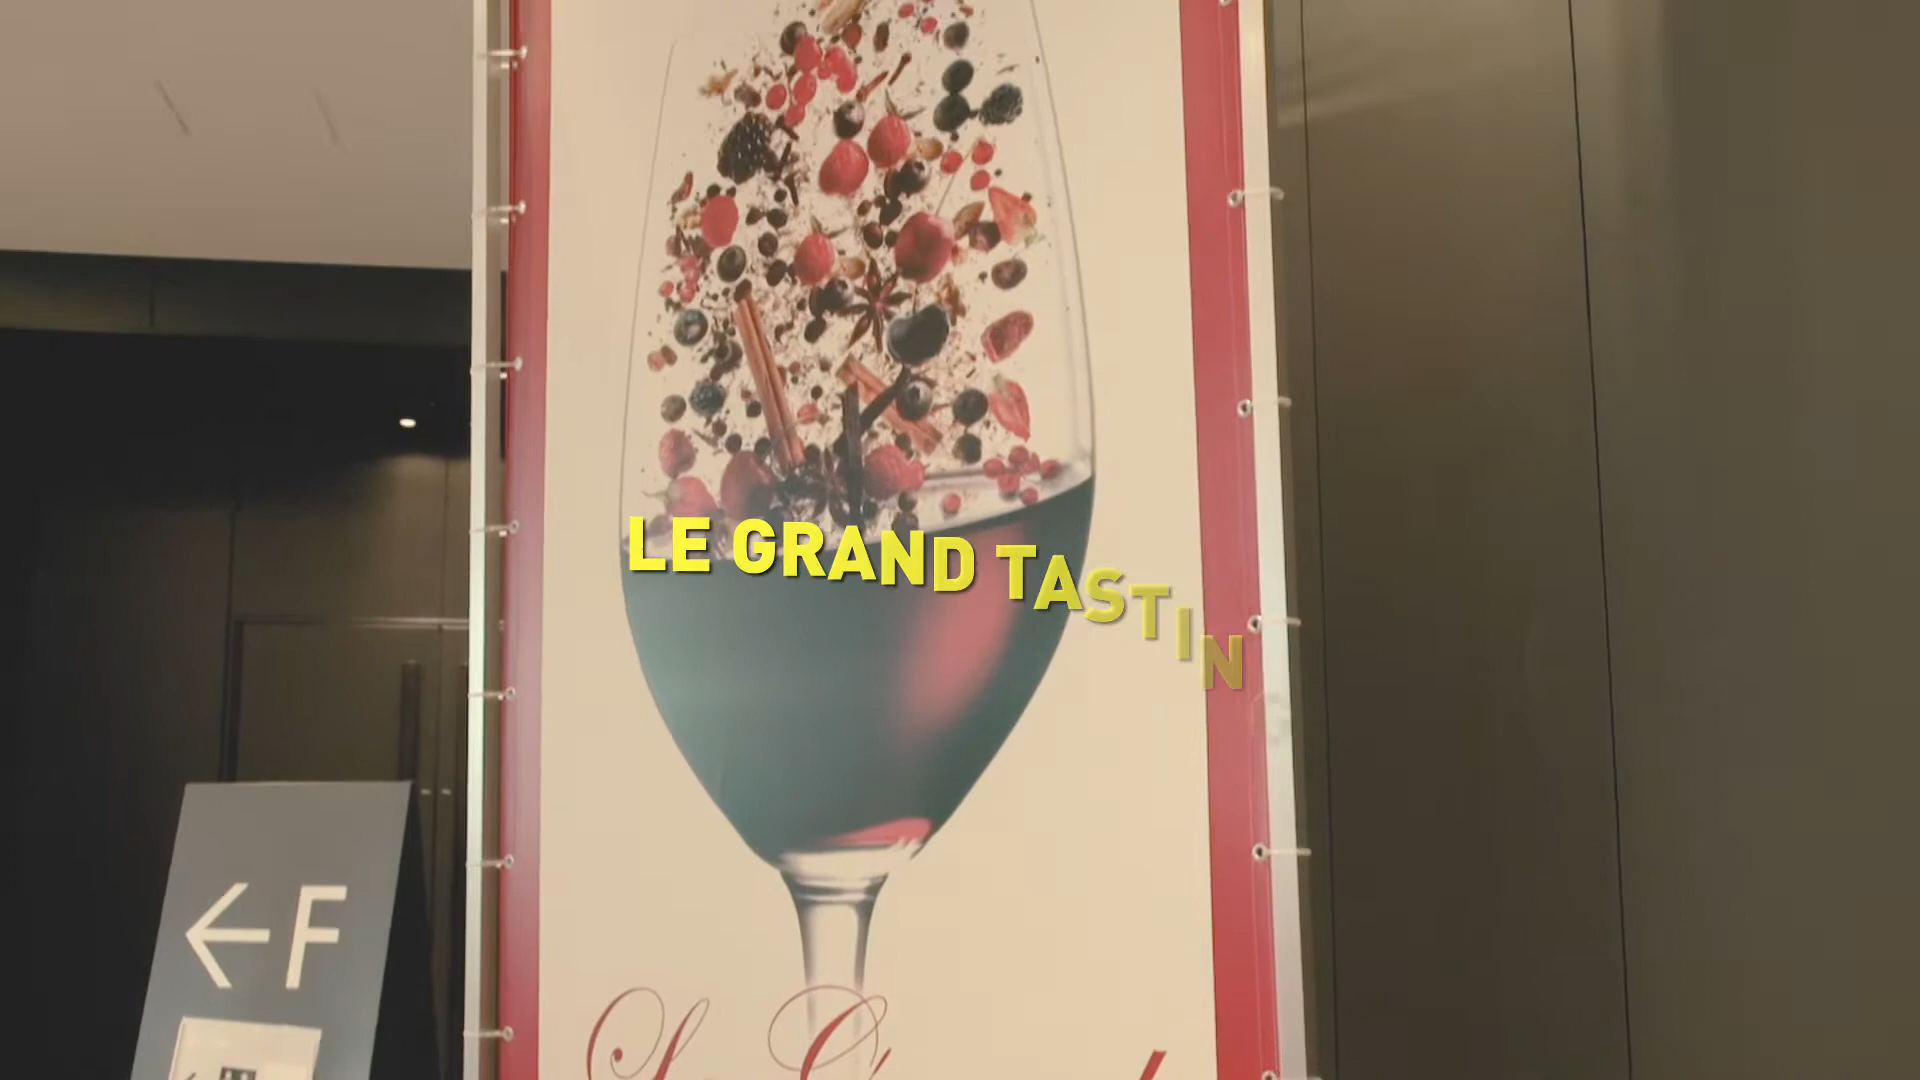 LE GRAND TASTIN
← F